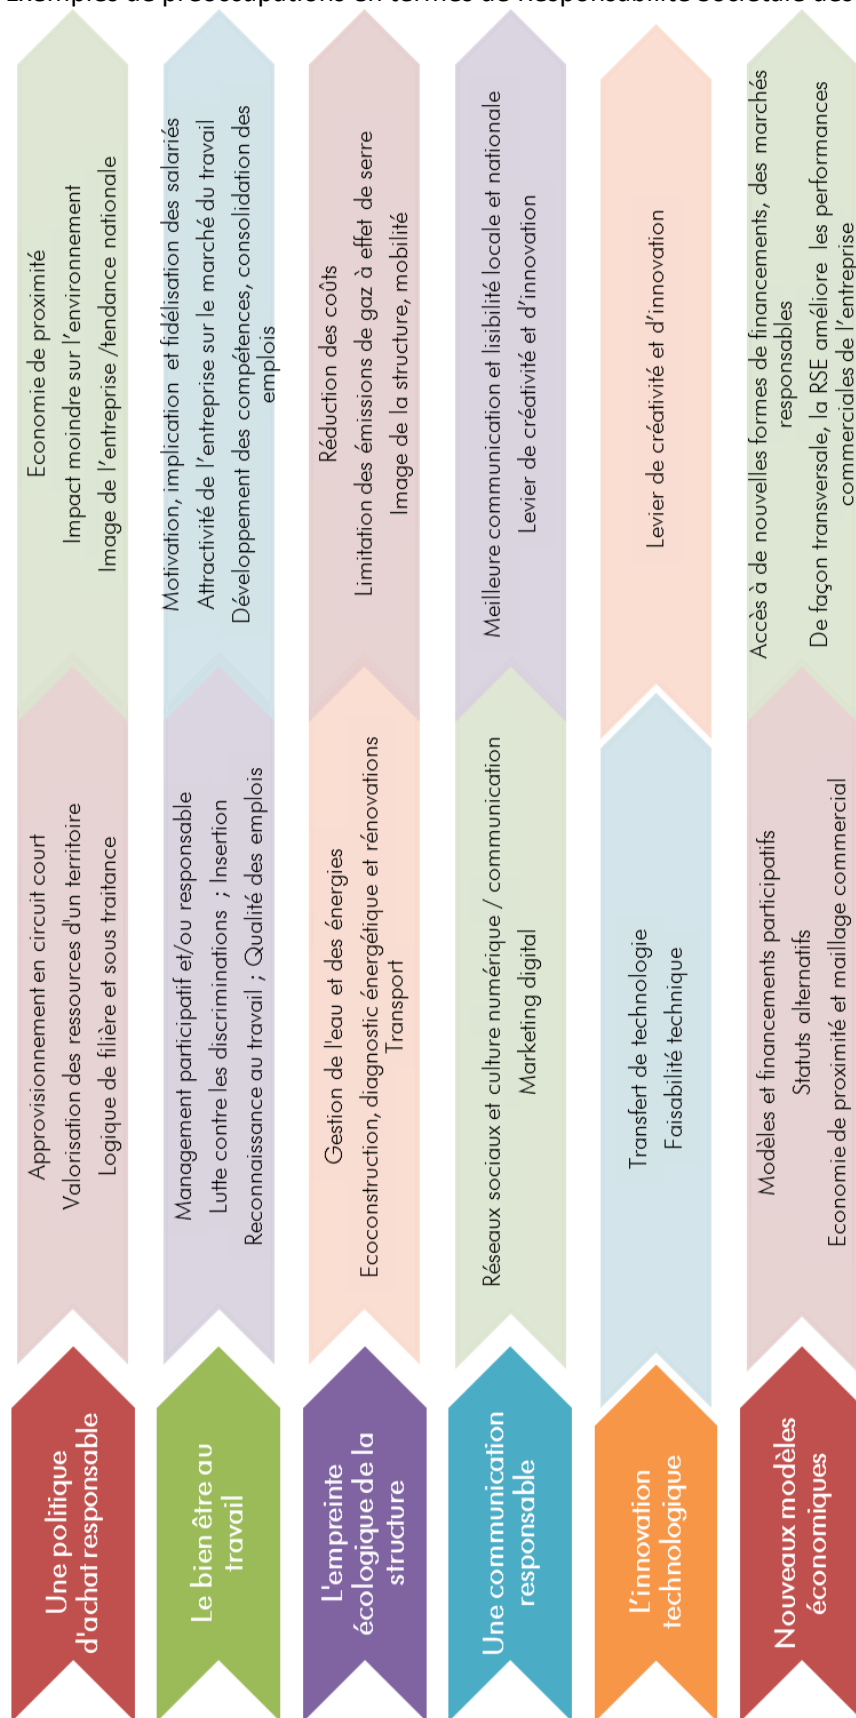 Exemples de préoccupations en termes de Responsabilité Sociétale des
Une politique
d'achat responsable
Approvisionnement en circuit court
Valorisation des ressources d'un territoire
Logique de filière et sous traitance
Economie de proximité
Impact moindre sur l'environnement
Image de l'entreprise /tendance nationale
Le bien être au
travail
Management participatif et/ou responsable
Lutte contre les discriminations ; Insertion
Reconnaissance au travail ; Qualité des emplois
Motivation, implication et fidélisation des salariés
Attractivité de l'entreprise sur le marché du travail
Développement des compétences, consolidation des
emplois
L'empreinte
écologique de la
structure
Gestion de l'eau et des énergies
Ecoconstruction, diagnostic énergétique et rénovations
Transport
Réduction des coûts
Limitation des émissions de gaz à effet de serre
Image de la structure, mobilité
Une communication
responsable
Réseaux sociaux et culture numérique / communication
Marketing digital
Meilleure communication et lisibilité locale et nationale
Levier de créativité et d'innovation
L'innovation
technologique
Transfert de technologie
Faisabilité technique
Levier de créativité et d'innovation
Nouveaux modèles
économiques
Modèles et financements participatifs
Statuts alternatifs
Economie de proximité et maillage commercial
Accès à de nouvelles formes de financements, des marchés
responsables
De façon transversale, la RSE améliore les performances
commerciales de l'entreprise